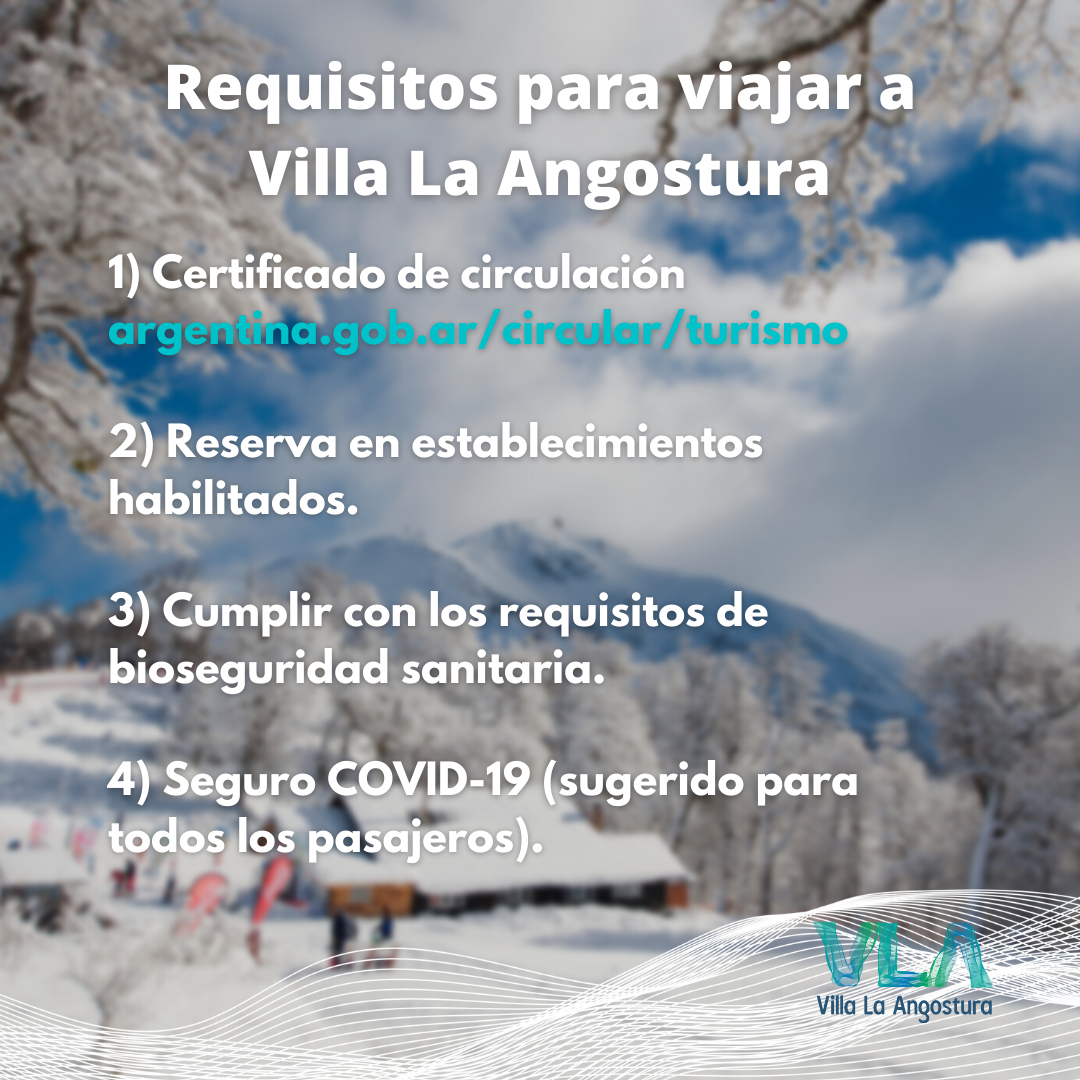 Requisitos para viajar a
Villa La Angostura
1) Certificado de circulación
argentina.gob.ar/circular/turismo
2) Reserva en establecimientos
habilitados.
3) Cumplir con los requisitos de
bioseguridad sanitaria.
4) Seguro COVID-19 (sugerido para
todos los pasajeros).
VLA
Villa La Angostura